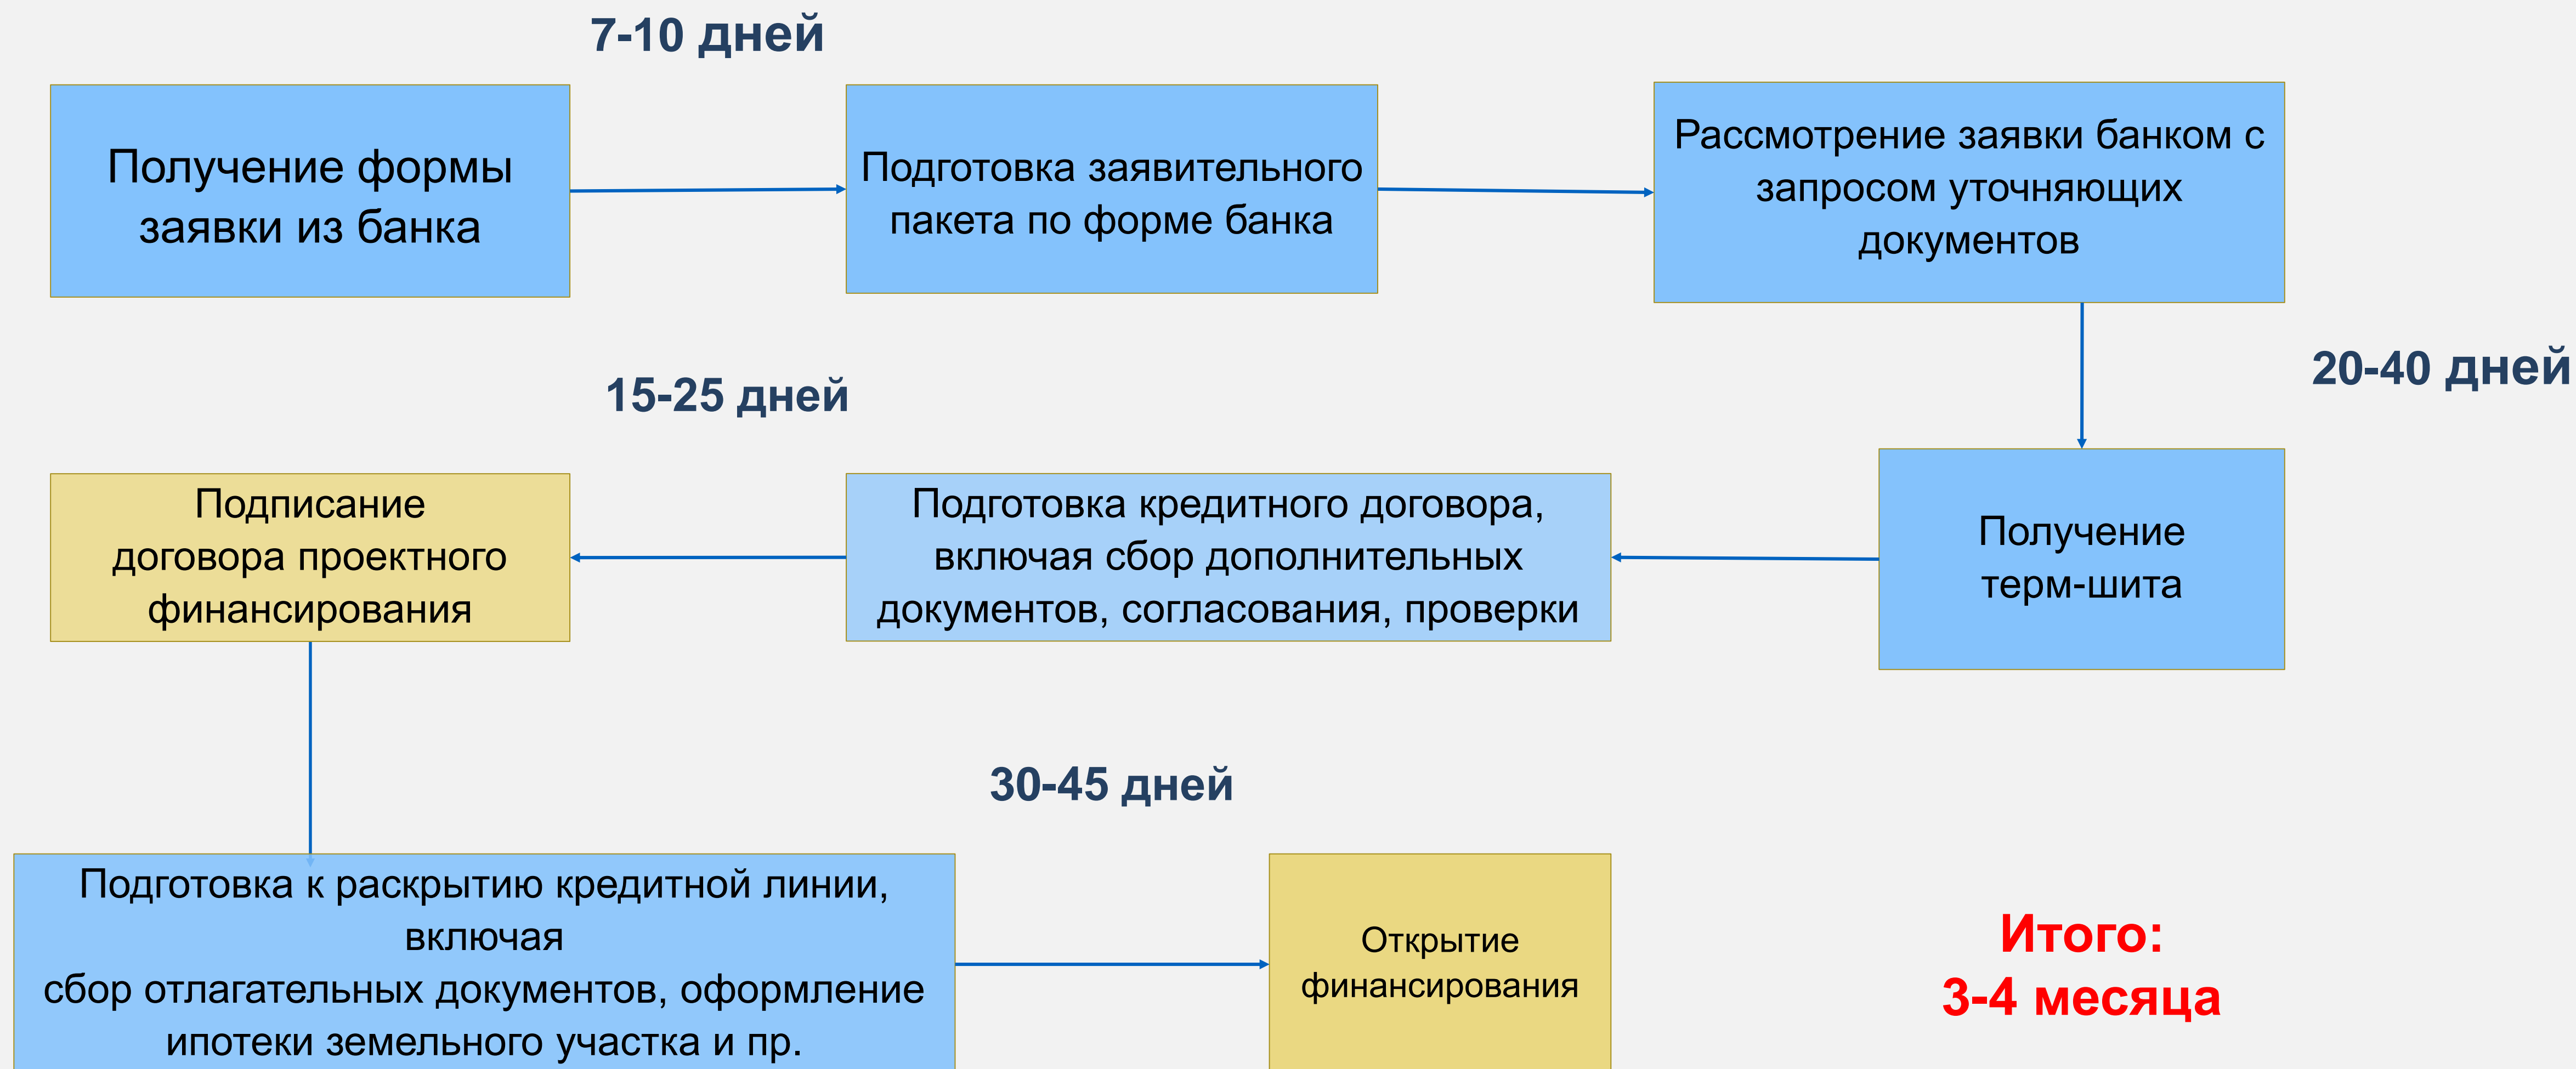 7-10 дней
Получение формы
заявки из банка
Подготовка заявительного
пакета по форме банка
Рассмотрение заявки банком с
запросом уточняющих
документов
20-40 дней
15-25 дней
Получение
терм-шита
Подготовка кредитного договора,
включая сбор дополнительных
документов, согласования, проверки
Подписание
договора проектного
финансирования
30-45 дней
Подготовка к раскрытию кредитной линии,
включая
сбор отлагательных документов, оформление
ипотеки земельного участка и пр.
Открытие
финансирования
Итого:
3-4 месяца